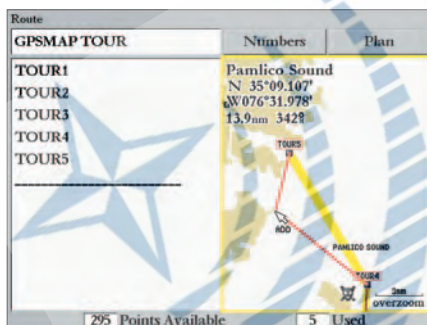 Route
GPSMAP TOUR
Numbers Plan
TOUR1
TOUR2
TOUR3
TOUR4
TOUR5
Pamlico Sound
N 35°09.107'
W076°31.978'
13.9nm 342°
TOUR5
ADD
PAMLICO SOUND
TOUR4
3nm
overzoom
295 Points Available 5 Used